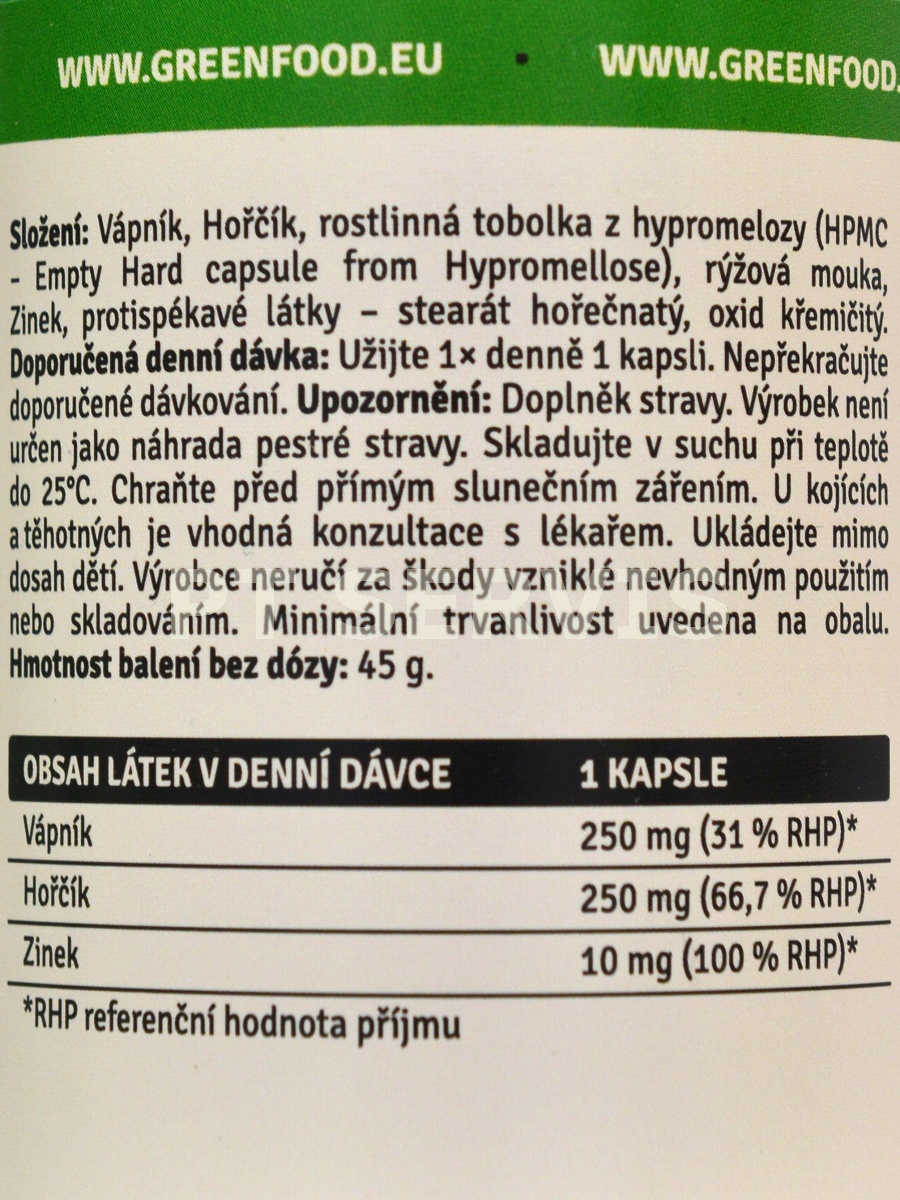 WWW.GREENFOOD.EU • WWW.GREENFOOD.
Složení: Vápník, Hořčík, rostlinná tobolka z hypromelozy (HPMC
- Empty Hard capsule from Hypromellose), rýžová mouka,
Zinek, protispékavé látky – stearát hořečnatý, oxid křemičitý.
Doporučená denní dávka: Užijte 1× denně 1 kapsli. Nepřekračujte
doporučené dávkování. Upozornění: Doplněk stravy. Výrobek není
určen jako náhrada pestré stravy. Skladujte v suchu při teplotě
do 25°C. Chraňte před přímým slunečním zářením. U kojících
a těhotných je vhodná konzultace s lékařem. Ukládejte mimo
dosah dětí. Výrobce neručí za škody vzniklé nevhodným použitím
nebo skladováním. Minimální trvanlivost uvedena na obalu.
Hmotnost balení bez dózy: 45 g.
OBSAH LÁTEK V DENNÍ DÁVCE 1 KAPSLE
Vápník 250 mg (31 % RHP)*
Hořčík 250 mg (66,7 % RHP)*
Zinek 10 mg (100 % RHP)*
*RHP referenční hodnota příjmu